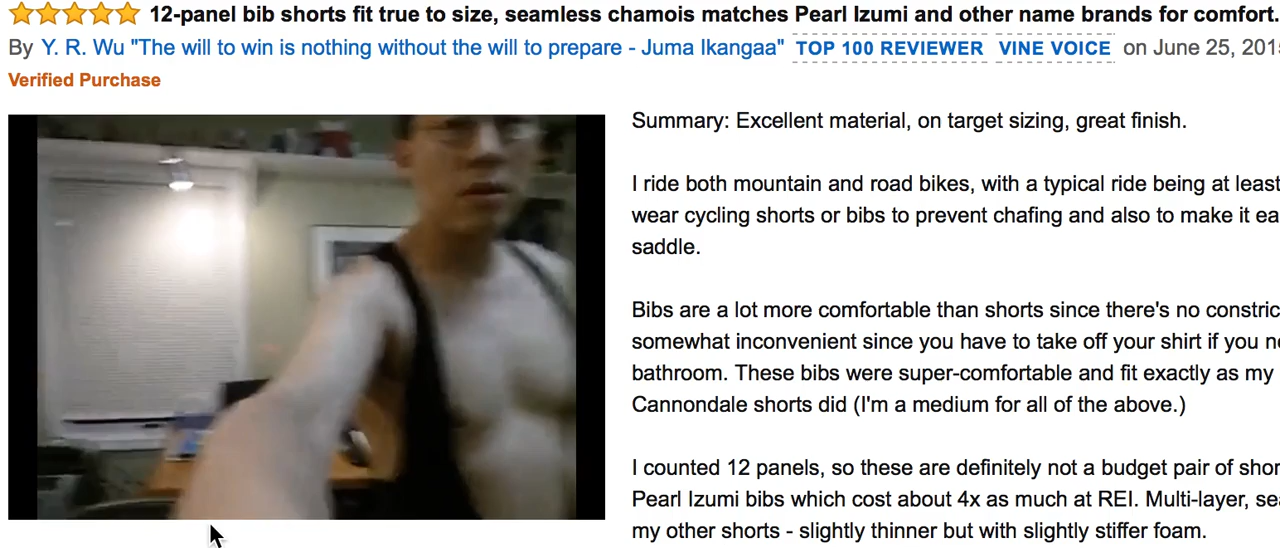 12-panel bib shorts fit true to size, seamless chamois matches Pearl Izumi and other name brands for comfort.
By Y. R. Wu "The will to win is nothing without the will to prepare - Juma Ikangaa" TOP 100 REVIEWER VINE VOICE on June 25,
Verified Purchase
Summary: Excellent material, on target sizing, great finish.
I ride both mountain and road bikes, with a typical ride being at least
wear cycling shorts or bibs to prevent chafing and also to make it
saddle.
Bibs are a lot more comfortable than shorts since there's no
somewhat inconvenient since you have to take off your shirt if you
bathroom. These bibs were super-comfortable and fit exactly as my
Cannondale shorts did (I'm a medium for all of the above.)
I counted 12 panels, so these are definitely not a budget pair of
Pearl Izumi bibs which cost about 4x as much at REI. Multi-layer,
my other shorts - slightly thinner but with slightly stiffer foam.